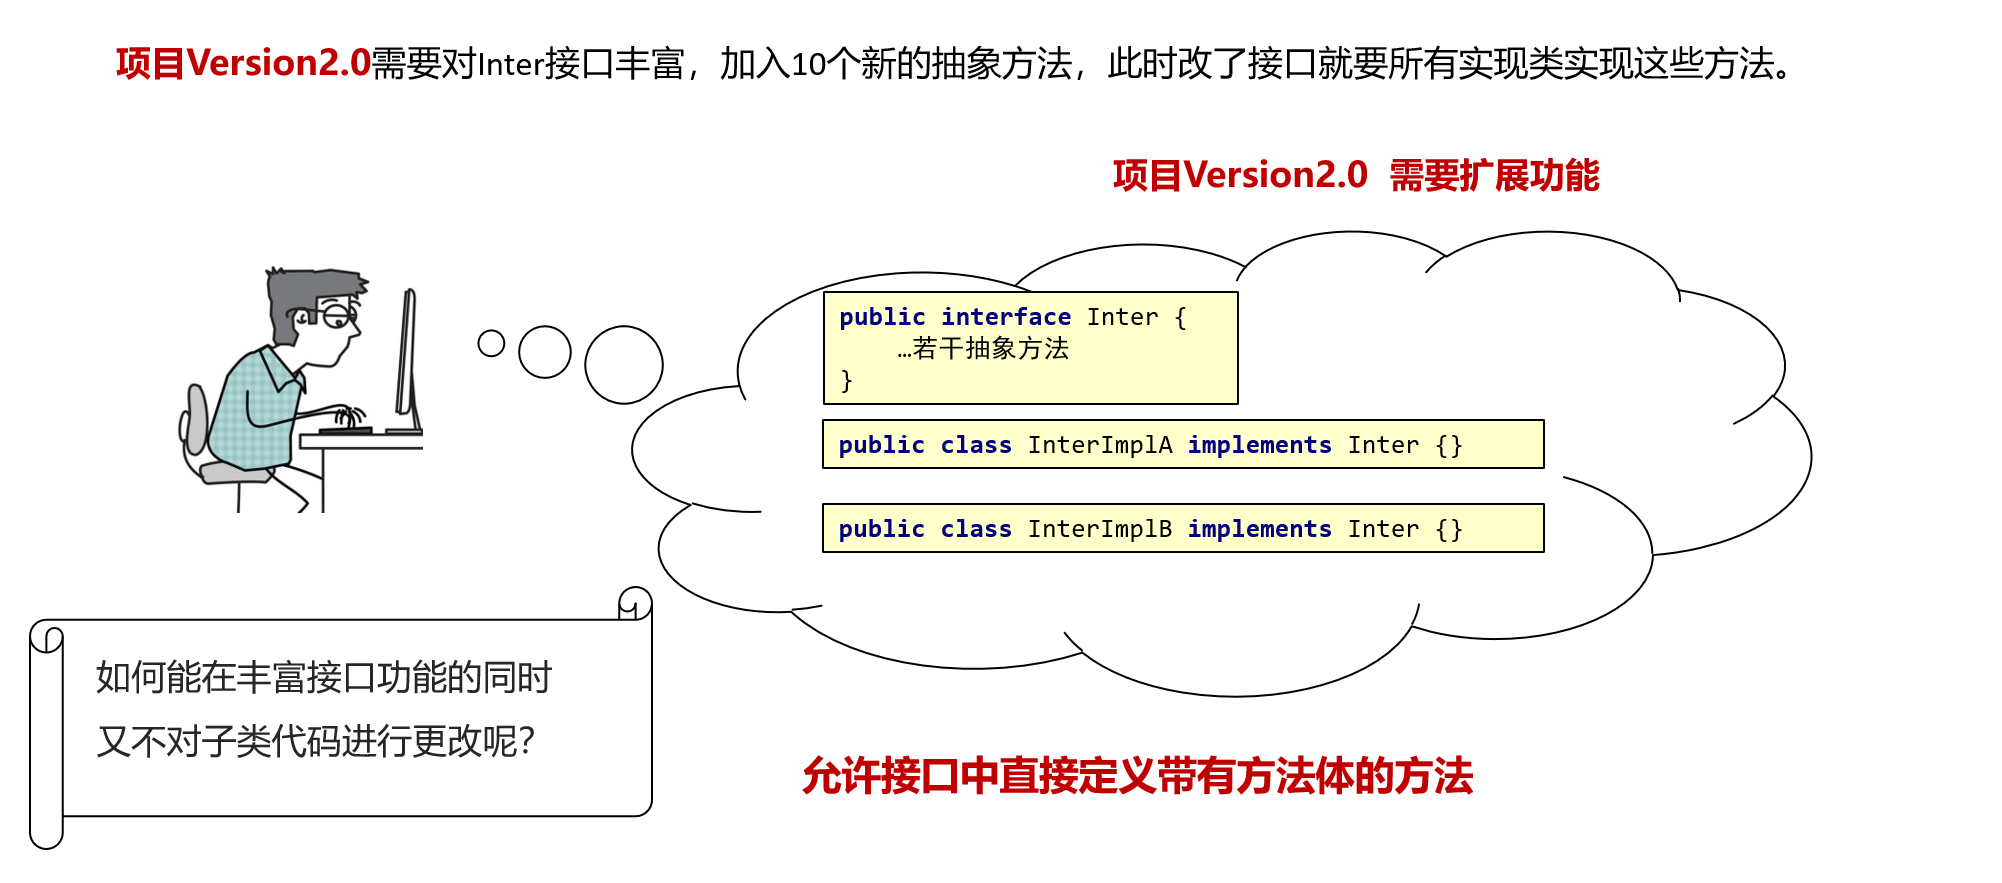 项目Version2.0需要对Inter接口丰富，加入10个新的抽象方法，此时改了接口就要所有实现类实现这些方法。
项目Version2.0 需要扩展功能
public interface Inter {
…若干抽象方法
}
public class InterImplA implements Inter {}
public class InterImplB implements Inter {}
如何能在丰富接口功能的同时
又不对子类代码进行更改呢？
允许接口中直接定义带有方法体的方法